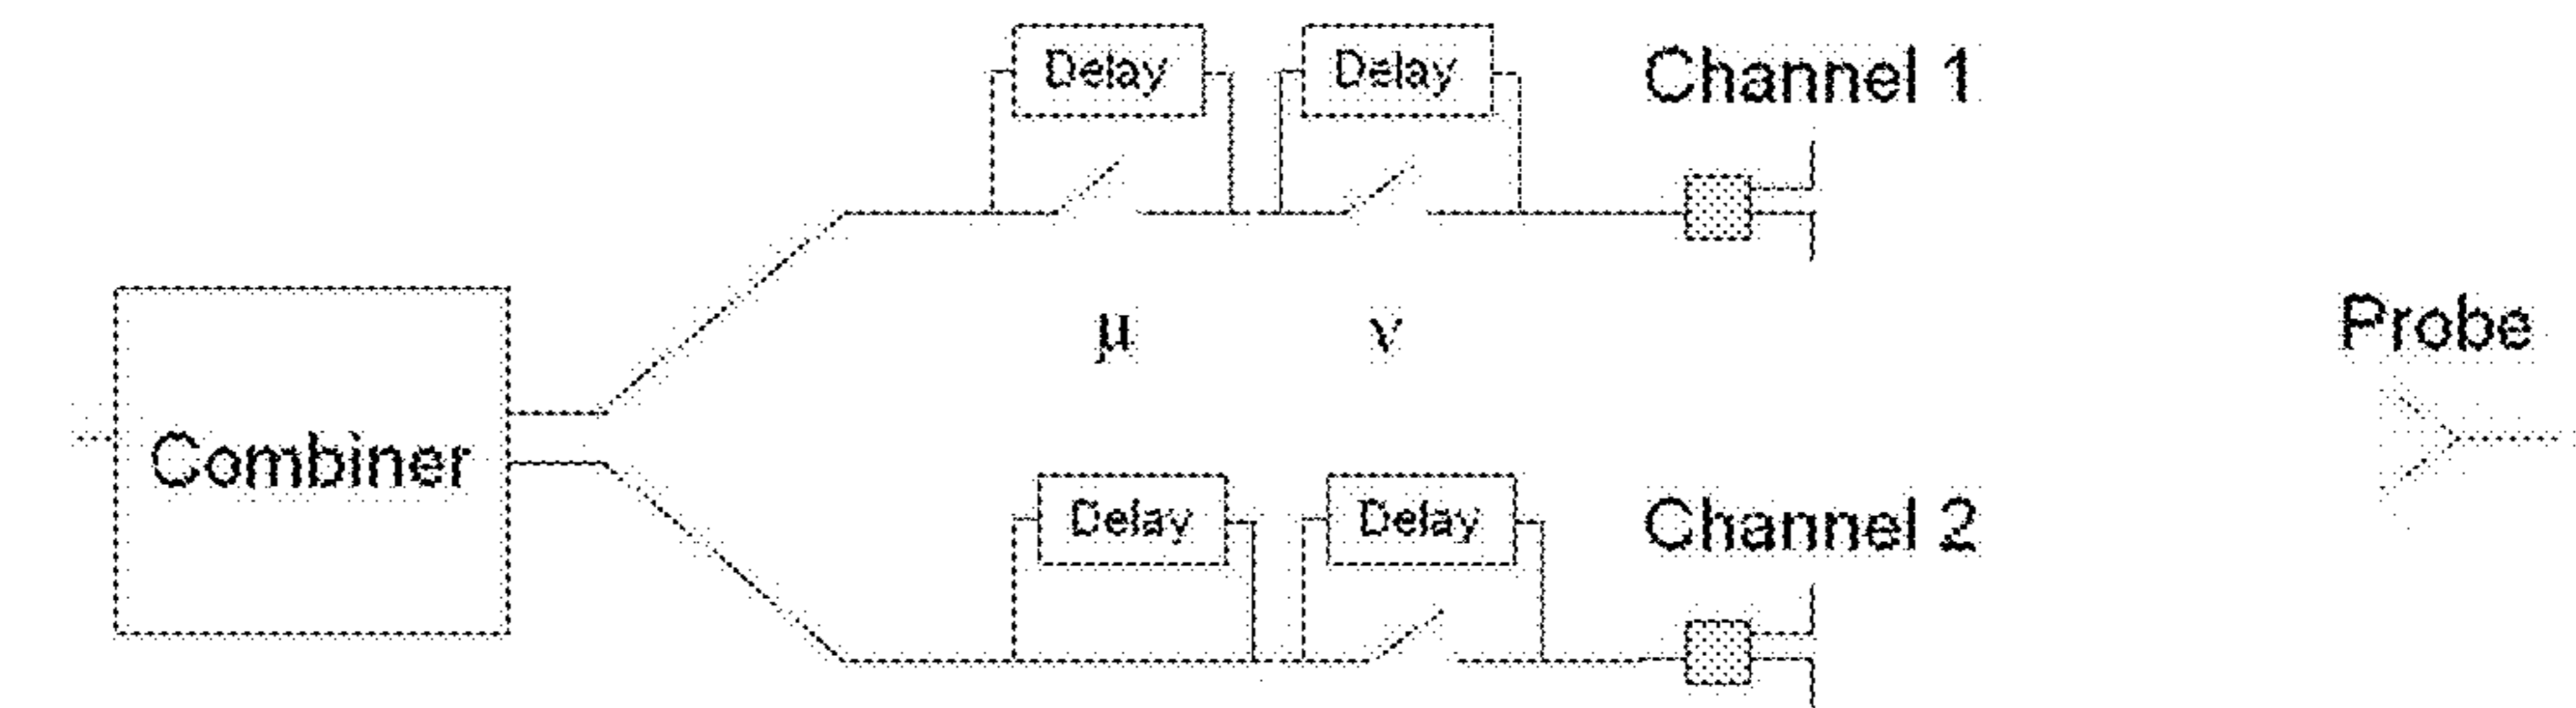 Delay Delay Channel 1
μ ν Probe
Combiner
Delay Delay Channel 2